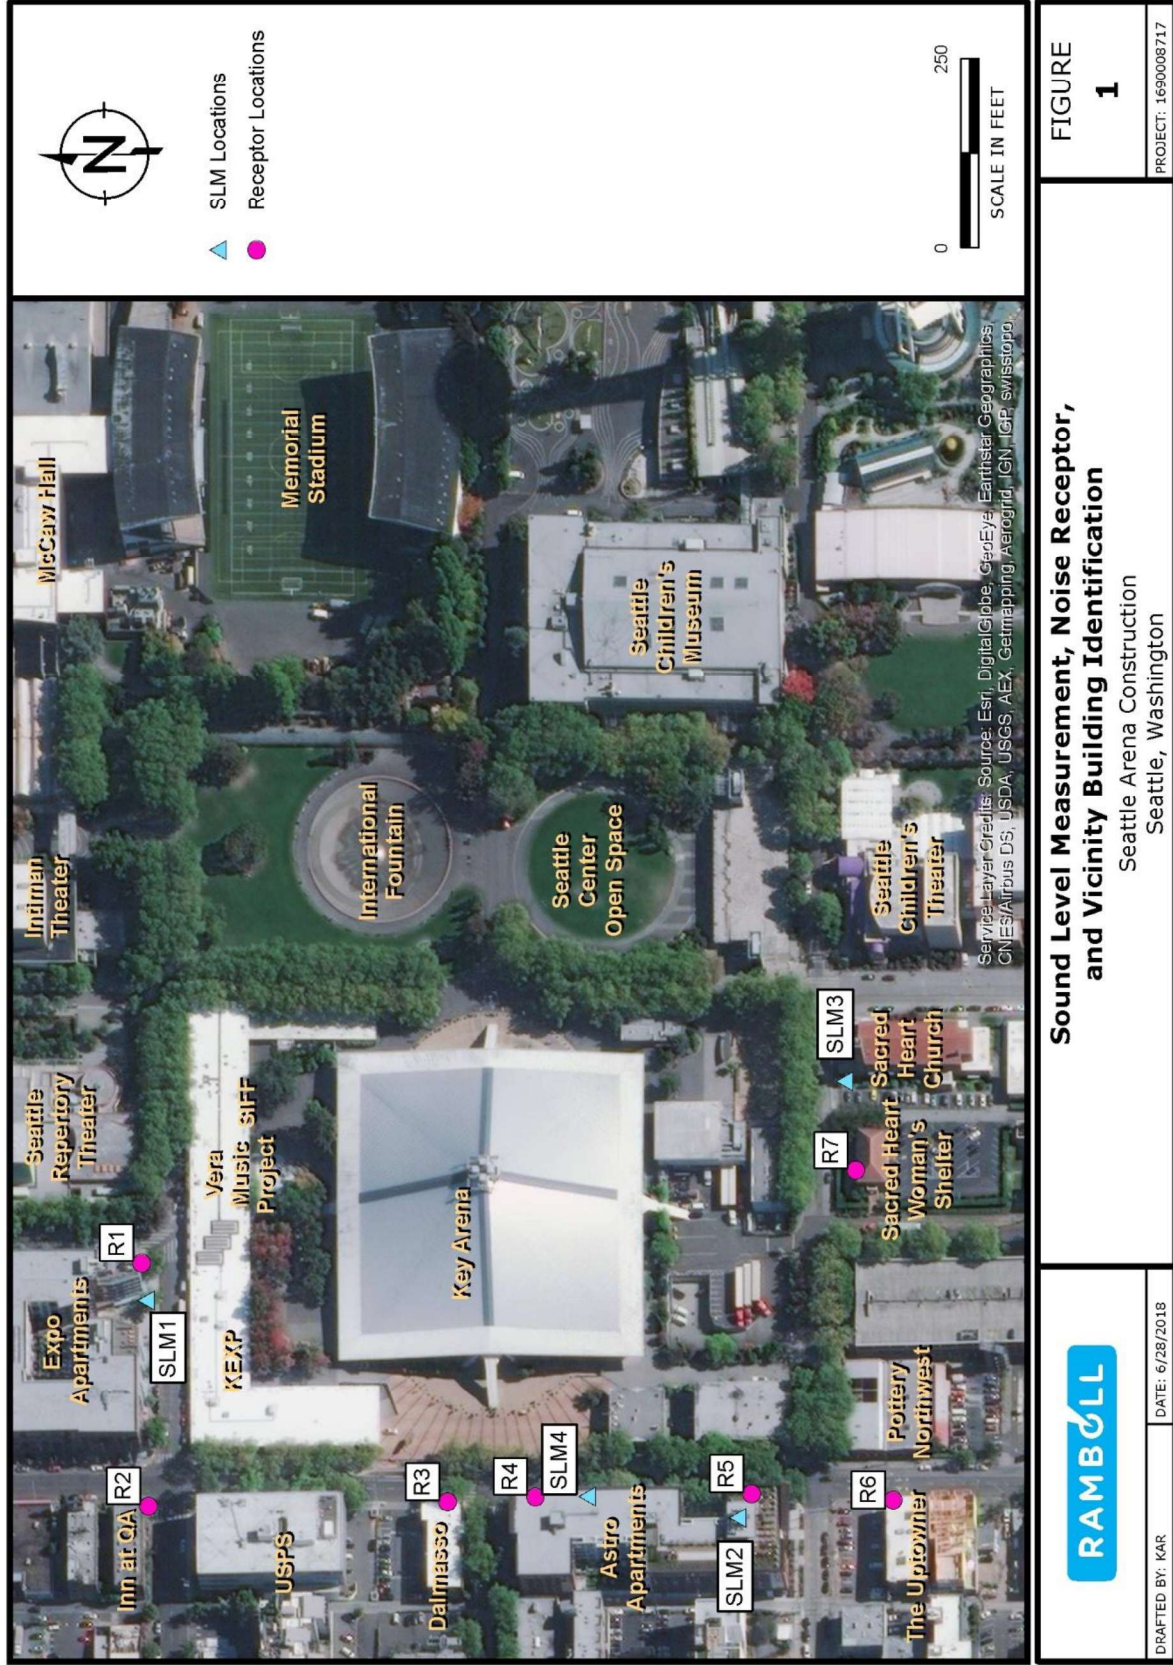 McCaw Hall
Intiman
Theater
Seattle
Repertory
Theater
Expo
Apartments
R1
SLM1
Inn at QA
R2
Memorial
Stadium
International
Fountain
Vera
Music SIFF
Project
KEXP
USPS
Key Arena
Dalmasso
R3
R4
SLM4
Seattle
Children's
Museum
Seattle
Center
Open Space
Astro
Apartments
R5
SLM2
SLM3
R7
Sacred
Heart
Church
Sacred Heart
Woman's
Shelter
Seattle
Children's
Theater
Pottery
Northwest
R6
The Uptowner
Service Layer Credits: Source: Esri, DigitalGlobe, GeoEye, Earthstar Geographics,
CNES/Airbus DS, USDA, USGS, AEX, Getmapping, Aerogrid, IGN, IGP, swisstopo,
N
SLM Locations
Receptor Locations
0 250
SCALE IN FEET
RAMBOLL
DRAFTED BY: KAR DATE: 6/28/2018
Sound Level Measurement, Noise Receptor,
and Vicinity Building Identification
Seattle Arena Construction
Seattle, Washington
FIGURE
1
PROJECT: 1690008717